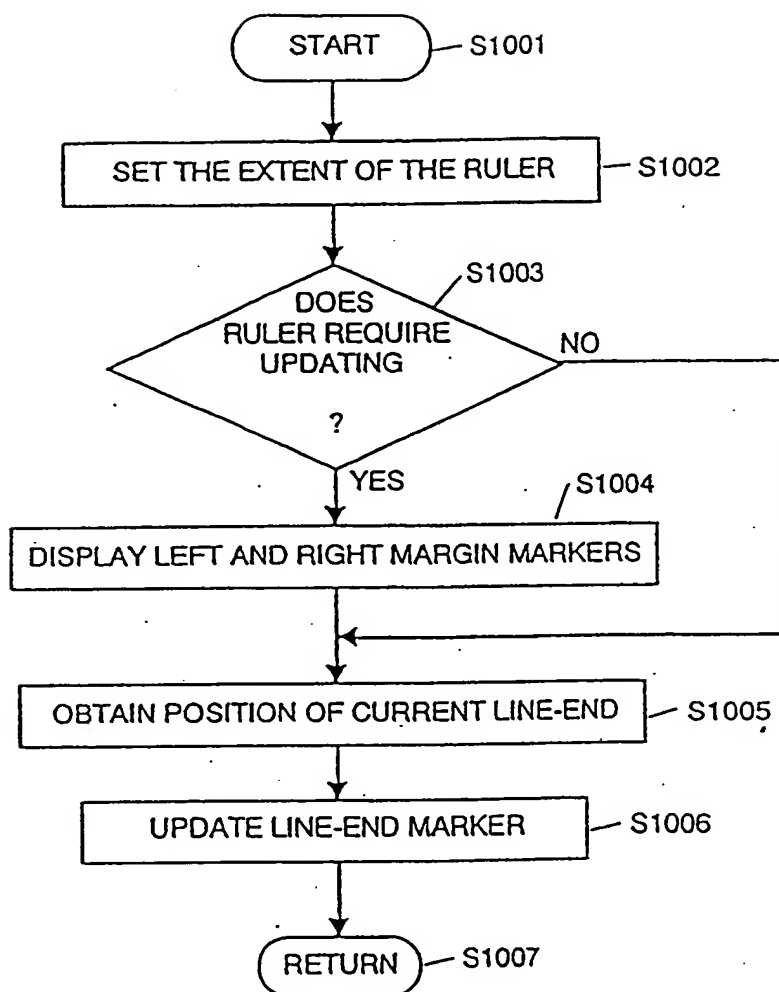 START
S1001
SET THE EXTENT OF THE RULER
S1002
S1003
DOES
RULER REQUIRE
UPDATING
?
NO
YES
S1004
DISPLAY LEFT AND RIGHT MARGIN MARKERS
OBTAIN POSITION OF CURRENT LINE-END
S1005
UPDATE LINE-END MARKER
S1006
RETURN
S1007